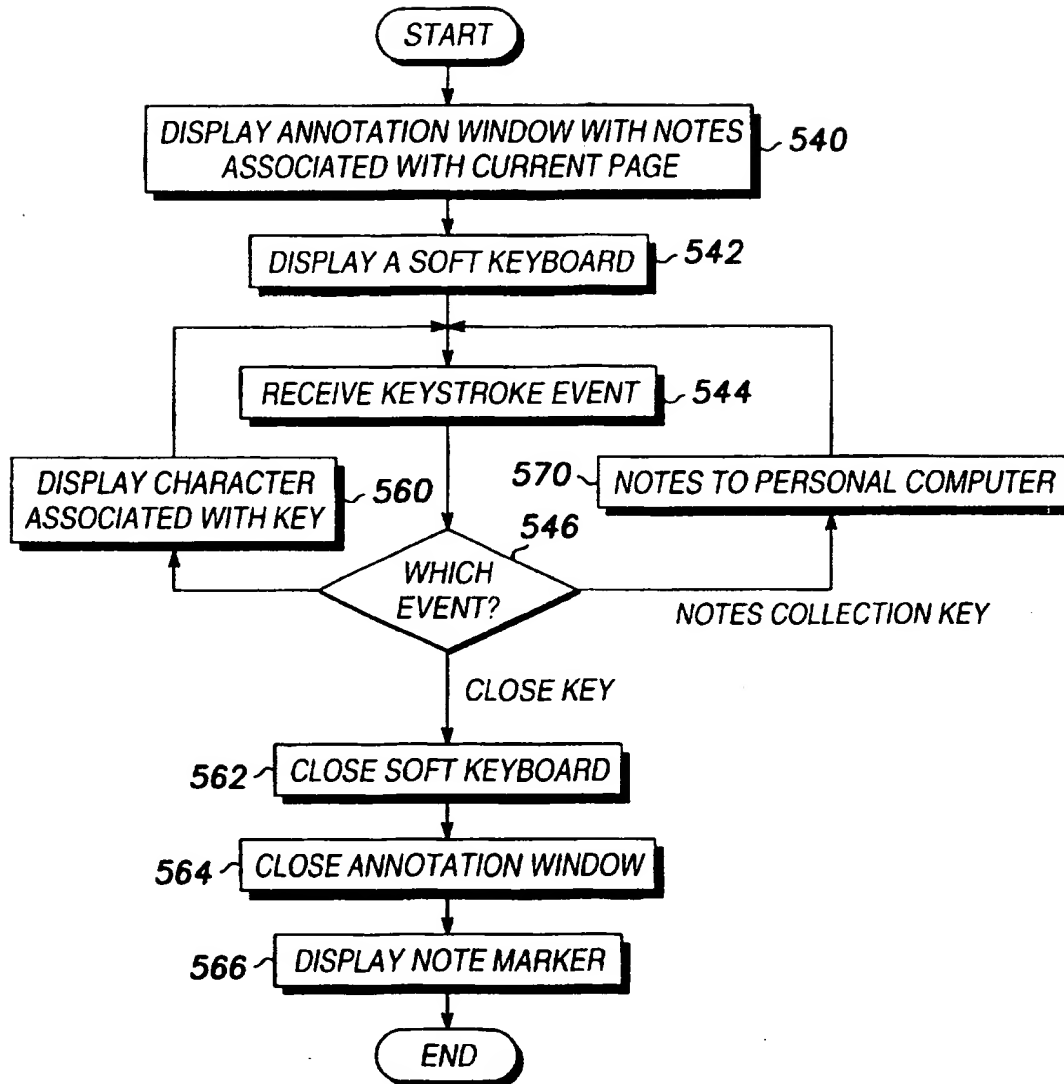 START
DISPLAY ANNOTATION WINDOW WITH NOTES
ASSOCIATED WITH CURRENT PAGE
540
DISPLAY A SOFT KEYBOARD
542
RECEIVE KEYSTROKE EVENT
544
DISPLAY CHARACTER
ASSOCIATED WITH KEY
560
570
NOTES TO PERSONAL COMPUTER
546
WHICH
EVENT?
NOTES COLLECTION KEY
CLOSE KEY
562
CLOSE SOFT KEYBOARD
564
CLOSE ANNOTATION WINDOW
566
DISPLAY NOTE MARKER
END